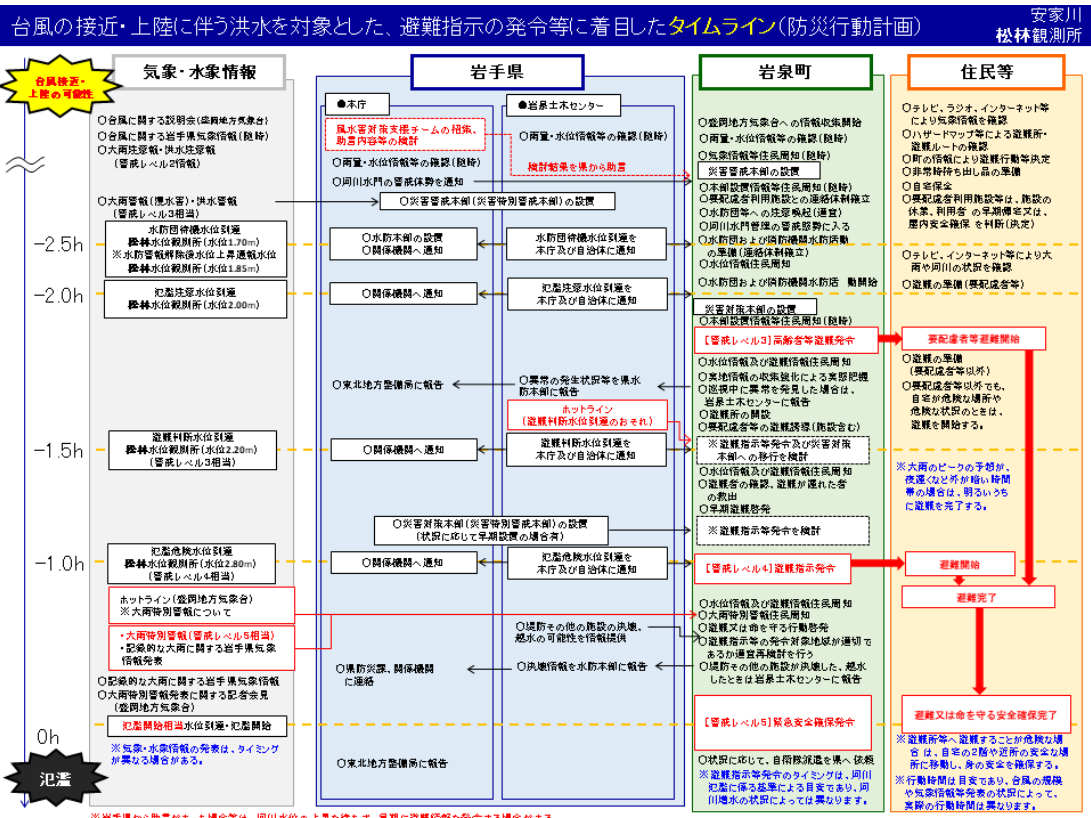 台風の接近・上陸に伴う洪水を対象とした、避難指示の発令等に着目したタイムライン(防災行動計画)
安家川
松林観測所
台風接近・
上陸の可能性
気象・水象情報
○台風に関する説明会(盛岡地方気象台)
○台風に関する岩手県気象情報(随時)
○大雨注意報・洪水注意報
(警戒レベル2情報)
○大雨警報(浸水害)・洪水警報
(警戒レベル3相当)
-2.5h
水防団待機水位到達
松林水位観測所(水位1.70m)
※水防警報解除後水位上昇通報水位
松林水位観測所(水位1.85m)
-2.0h
氾濫注意水位到達
松林水位観測所(水位2.00m)
-1.5h
避難判断水位到達
松林水位観測所(水位2.20m)
(警戒レベル3相当)
-1.0h
氾濫危険水位到達
松林水位観測所(水位2.80m)
(警戒レベル4相当)
ホットライン(盛岡地方気象台)
※大雨特別警報について
・大雨特別警報(警戒レベル5相当)
・記録的な大雨に関する岩手県気象
情報発表
○記録的な大雨に関する岩手県気象情報
○大雨特別警報発表に関する記者会見
(盛岡地方気象台)
0h
氾濫開始相当水位到達・氾濫開始
※気象・水象情報の発表は、タイミング
が異なる場合がある。
氾濫
岩手県
●本庁
風水害対策支援チームの招集、
助言内容等の検討
○雨量・水位情報等の確認(随時)
○河川水門の警戒体勢を通知
●岩泉土木センター
○雨量・水位情報等の確認(随時)
検討結果を県から助言
○災害警戒本部(災害特別警戒本部)の設置
○水防本部の設置
○関係機関へ通知
水防団待機水位到達を
本庁及び自治体に通知
○関係機関へ通知
氾濫注意水位到達を
本庁及び自治体に通知
○東北地方整備局に報告
○異常の発生状況等を県水
防本部に報告
ホットライン
(避難判断水位到達のおそれ)
○関係機関へ通知
避難判断水位到達を
本庁及び自治体に通知
○災害対策本部(災害特別警戒本部)の設置
(状況に応じて早期設置の場合有)
○関係機関へ通知
氾濫危険水位到達を
本庁及び自治体に通知
○堤防その他の施設の決壊、
越水の可能性を情報提供
○県防災課、関係機関
に連絡
○決壊情報を水防本部に報告
○東北地方整備局に報告
岩泉町
○盛岡地方気象台への情報収集開始
○雨量・水位情報等の確認(随時)
○気象情報等住民周知(随時)
災害警戒本部の設置
○本部設置情報等住民周知(随時)
○要配慮者利用施設との連絡体制確立
○水防団等への注意喚起(適宜)
○河川水門管理の警戒態勢に入る
○水防団および消防機関水防活動
の準備(連絡体制確立)
○水位情報住民周知
○水防団および消防機関水防活 動開始
災害対策本部の設置
○本部設置情報等住民周知(随時)
【警戒レベル3】高齢者等避難発令
○水位情報及び避難情報住民周知
○実地情報の収集強化による実態把握
○巡視中に異常を発見した場合は、
岩泉土木センターに報告
○避難所の開設
○要配慮者等の避難誘導(施設含む)
※避難指示等発令及び災害対策
本部への移行を検討
○水位情報及び避難情報住民周知
○避難者の確認、避難が遅れた者
の救出
○早期避難啓発
※避難指示等発令を検討
【警戒レベル4】避難指示発令
○水位情報及び避難情報住民周知
○大雨特別警報住民周知
○避難又は命を守る行動啓発
○避難指示等の発令対象地域が適切で
あるか適宜再検討を行う
○堤防その他の施設が決壊した、越水
したときは岩泉土木センターに報告
【警戒レベル5】緊急安全確保発令
○状況に応じて、自衛隊派遣を県へ依頼
※避難指示等発令のタイミングは、河川
氾濫に係る基準による目安であり、河
川増水の状況によっては異なります。
住民等
○テレビ、ラジオ、インターネット等
により気象情報を確認
○ハザードマップ等による避難所・
避難ルートの確認
○町の情報により避難行動等決定
○非常時持ち出し品の準備
○自宅保全
○要配慮者利用施設等は、施設の
休業、利用者 の早期帰宅又は、
屋内安全確保 を判断(決定)
○テレビ、インターネット等により大
雨や河川の状況を確認
○避難の準備(要配慮者等)
要配慮者等避難開始
○避難の準備
(要配慮者等以外)
○要配慮者等以外でも、
自宅が危険な場所や
危険な状況のときは、
避難を開始する。
※大雨のピークの予想が、
夜遅くなど外が暗い時間
帯の場合は、明るいうち
に避難を完了する。
避難開始
避難完了
避難又は命を守る安全確保完了
※避難所等へ避難することが危険な場
合 は、自宅の2階や近所の安全な場
所に移動し、身の安全を確保する。
※行動時間は目安であり、台風の規模
や気象情報等発表の状況によって、
実際の行動時間は異なります。